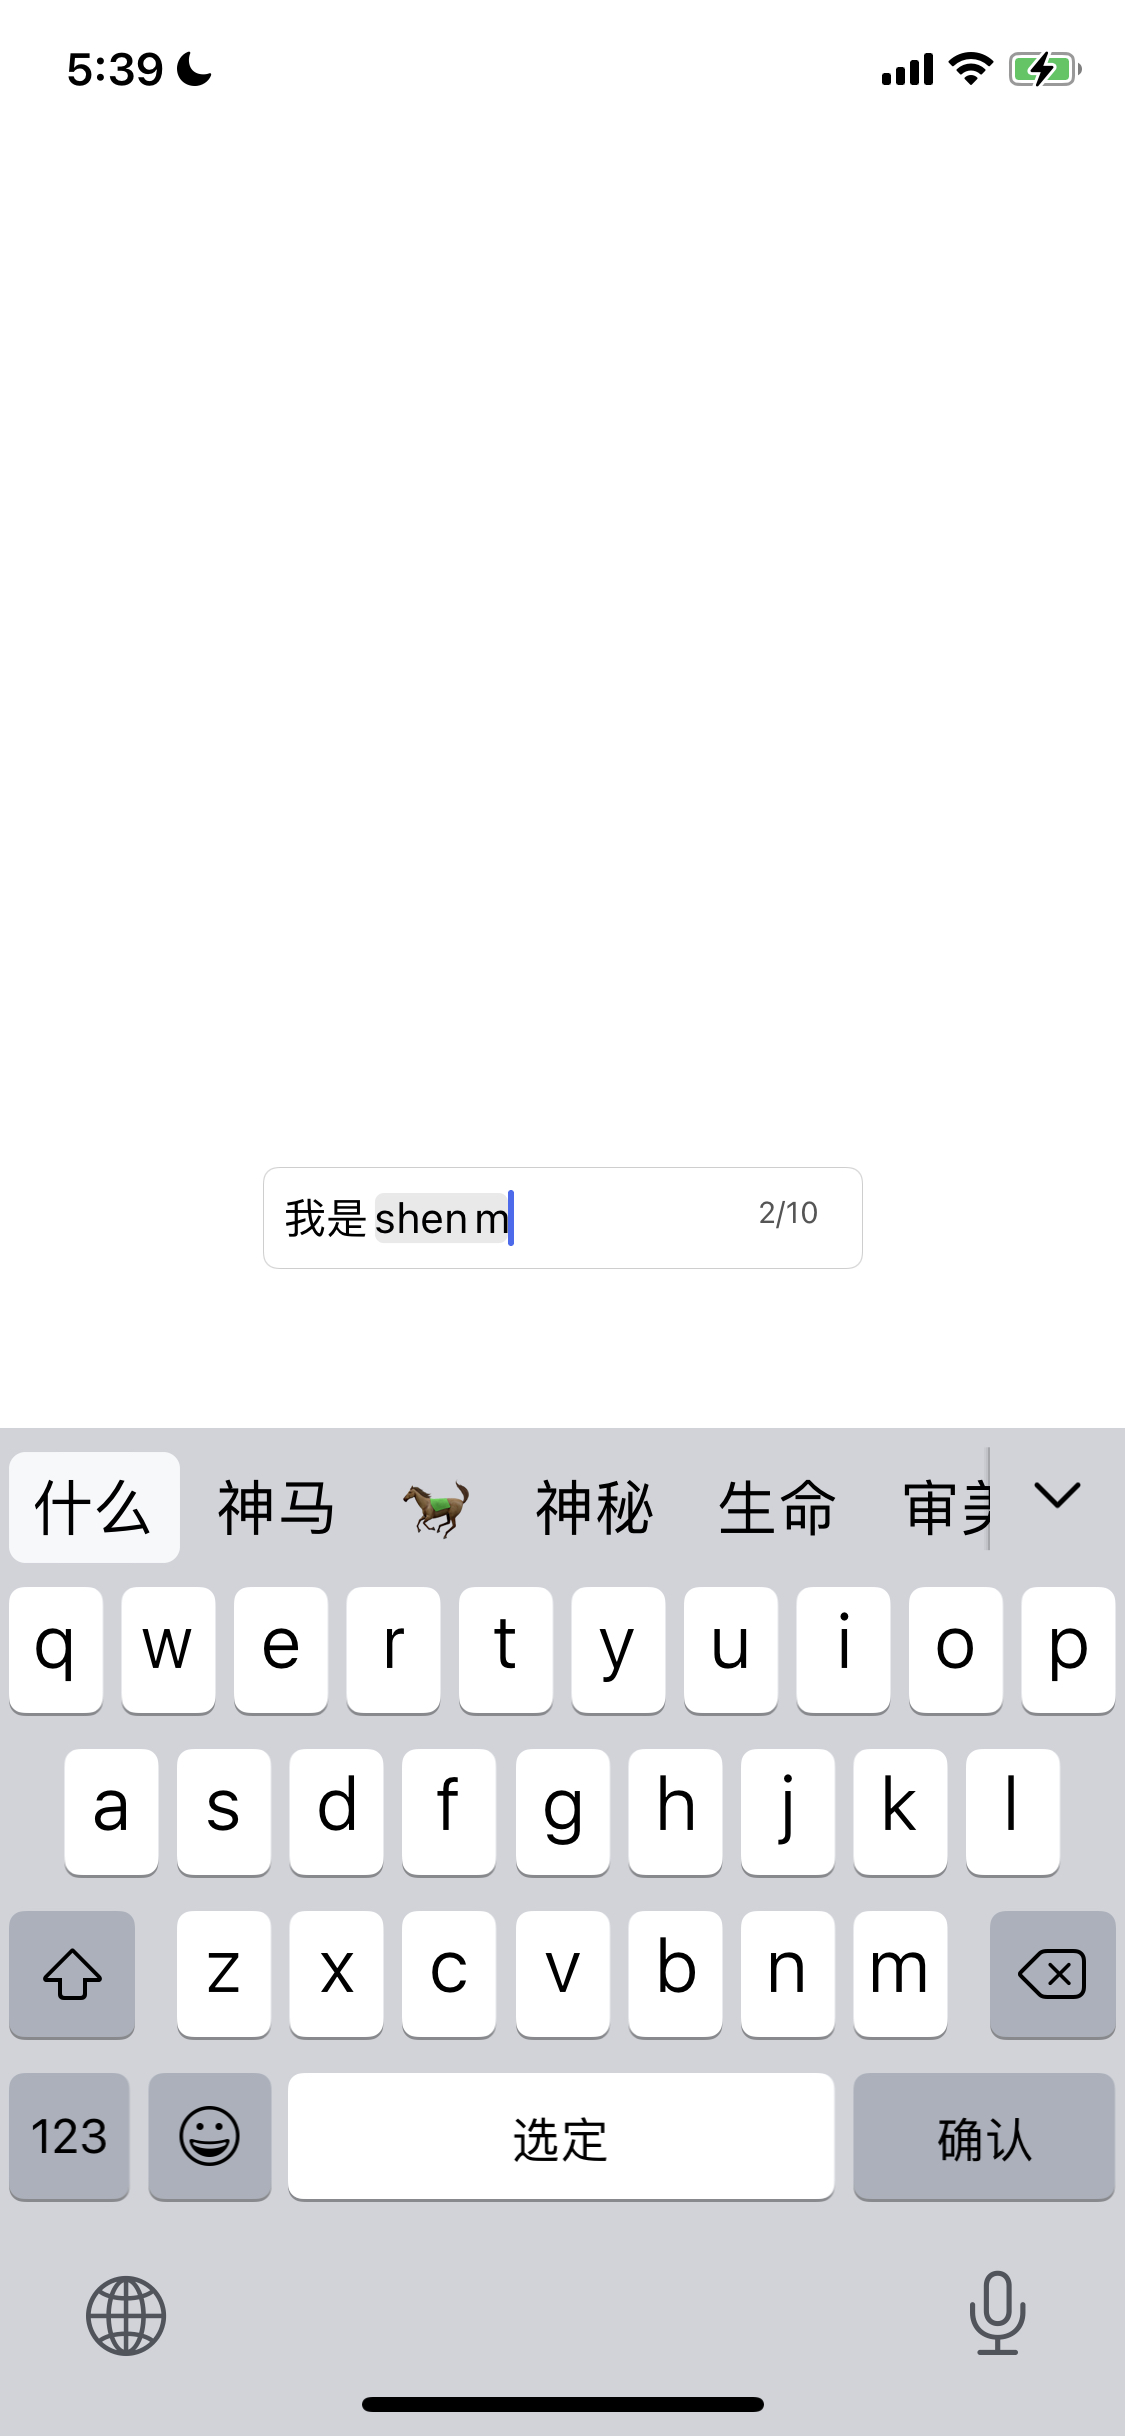 5:39
我是 shen m 2/10
什么 神马 🐎 神秘 生命 审美
q w e r t y u i o p
a s d f g h j k l
z x c v b n m
123 选定 确认